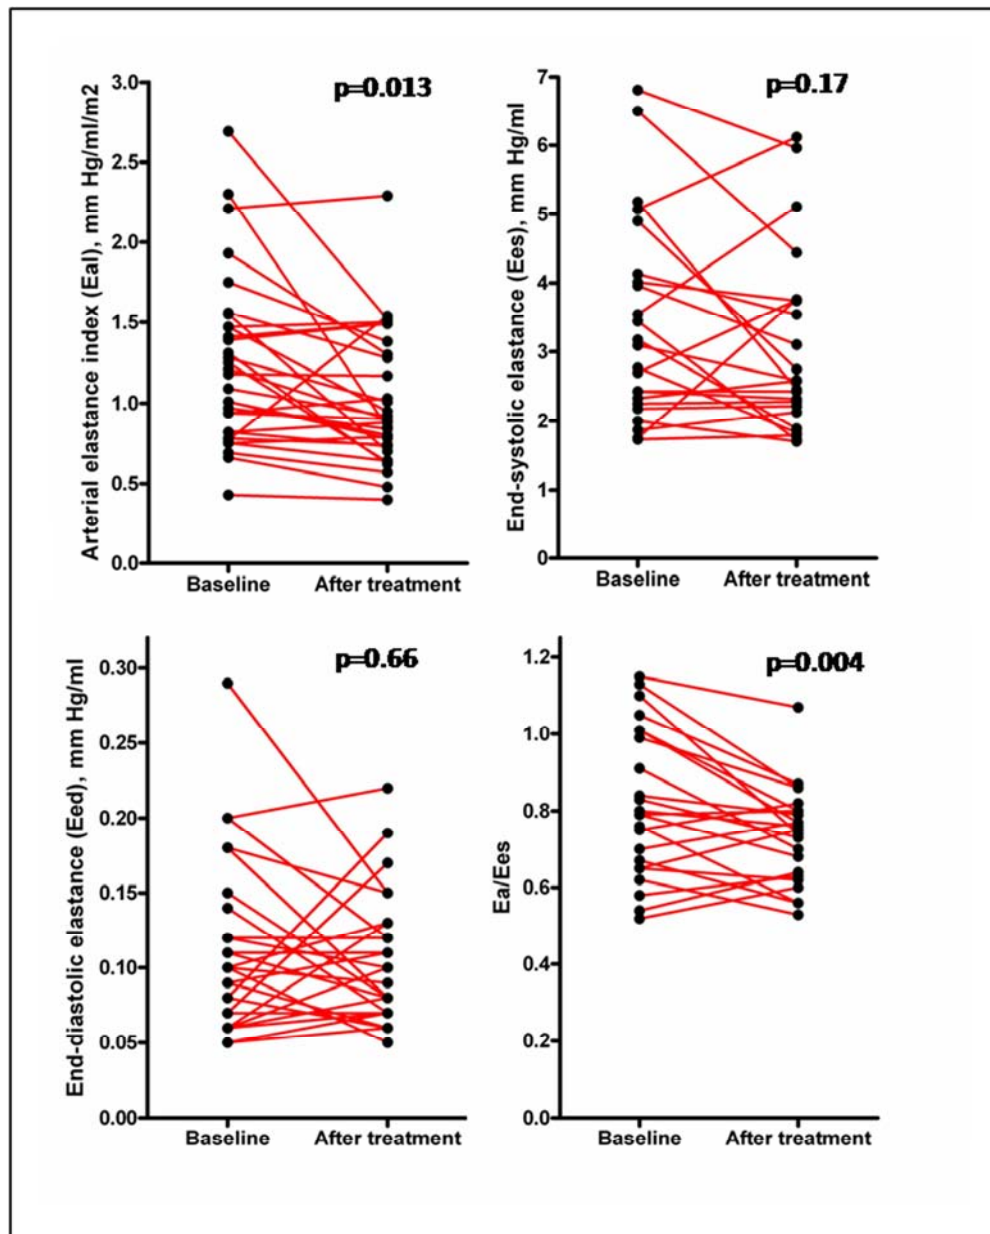 p=0.013
Arterial elastance index (EaI), mm Hg/ml/m2
3.0
2.5
2.0
1.5
1.0
0.5
0.0
Baseline After treatment
p=0.17
End-systolic elastance (Ees), mm Hg/ml
7
6
5
4
3
2
1
0
Baseline After treatment
p=0.66
End-diastolic elastance (Eed), mm Hg/ml
0.30
0.25
0.20
0.15
0.10
0.05
0.00
Baseline After treatment
p=0.004
Ea/Ees
1.2
1.0
0.8
0.6
0.4
0.2
0.0
Baseline After treatment